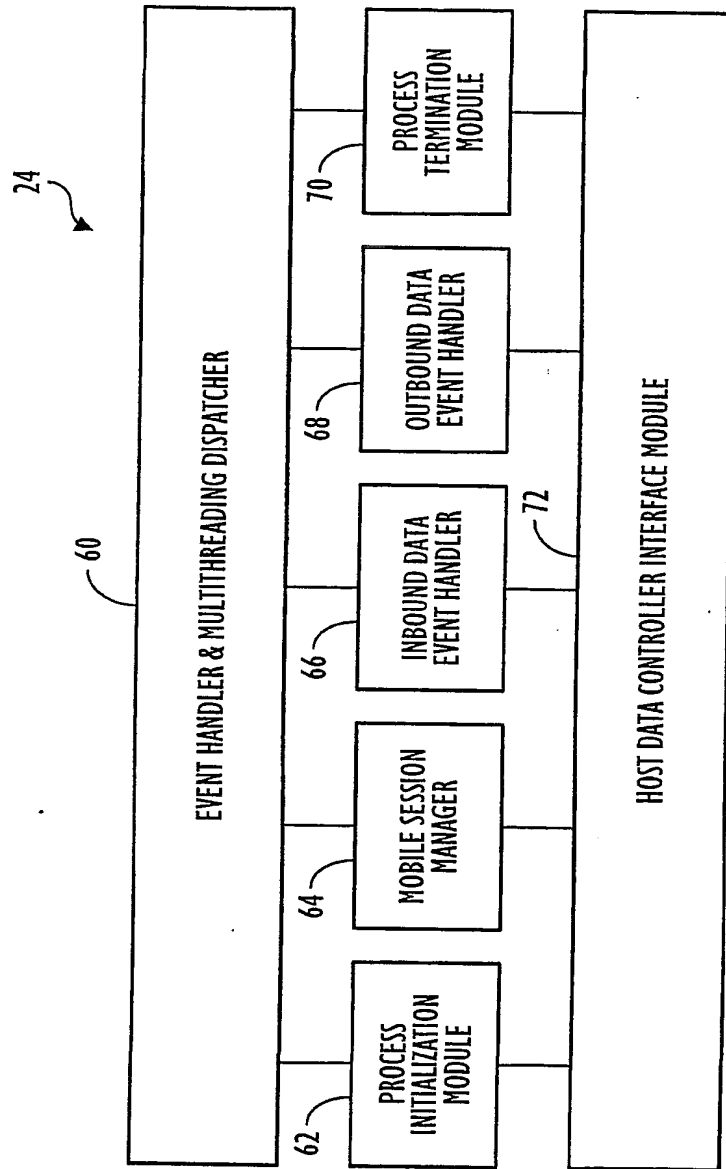 24
60
EVENT HANDLER & MULTITHREADING DISPATCHER
62
PROCESS
INITIALIZATION
MODULE
64
MOBILE SESSION
MANAGER
66
INBOUND DATA
EVENT HANDLER
68
OUTBOUND DATA
EVENT HANDLER
70
PROCESS
TERMINATION
MODULE
72
HOST DATA CONTROLLER INTERFACE MODULE